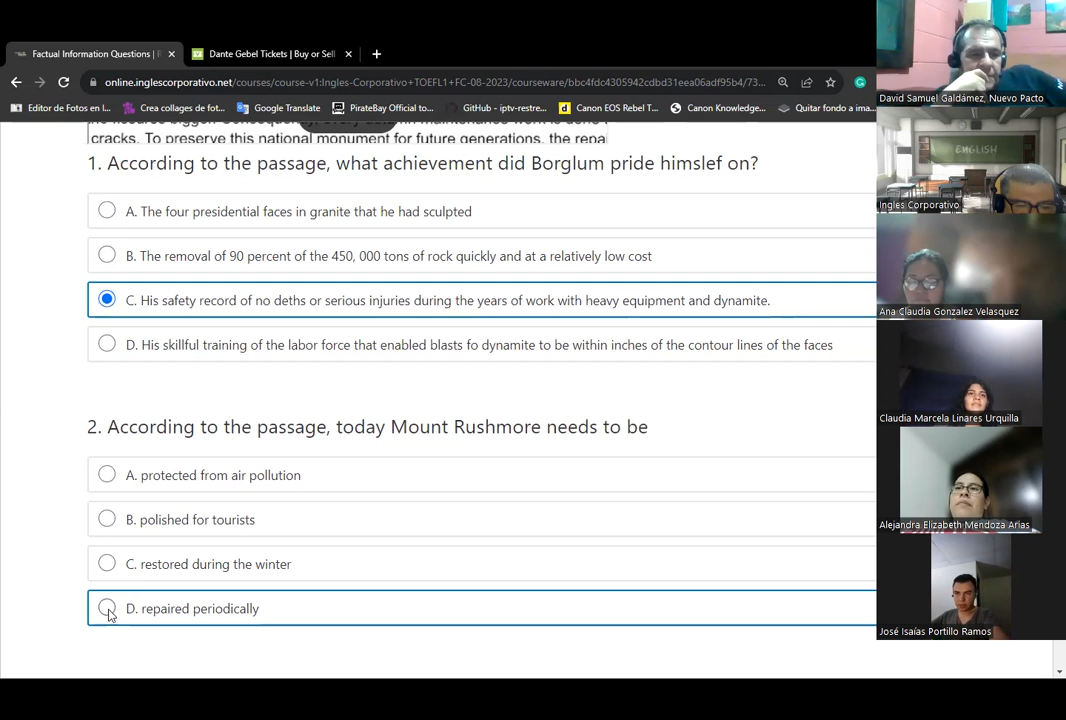 Factual Information Questions |
Dante Gebel Tickets | Buy or Sell
online.inglescorporativo.net/courses/course-v1:Ingles-Corporativo+TOEFL1+FC-08-2023/courseware/bbc4fdc4305942cdbd31eea06adf95b4/73...
Editor de Fotos en l...
Crea collages de fot...
Google Translate
PirateBay Official to...
GitHub - iptv-restre...
Canon EOS Rebel T...
Canon Knowledge...
Quitar fondo a ima...
cracks. To preserve this national monument for future generations, the repa
1. According to the passage, what achievement did Borglum pride himslef on?
A. The four presidential faces in granite that he had sculpted
B. The removal of 90 percent of the 450, 000 tons of rock quickly and at a relatively low cost
C. His safety record of no deths or serious injuries during the years of work with heavy equipment and dynamite.
D. His skillful training of the labor force that enabled blasts fo dynamite to be within inches of the contour lines of the faces
2. According to the passage, today Mount Rushmore needs to be
A. protected from air pollution
B. polished for tourists
C. restored during the winter
D. repaired periodically
David Samuel Galdámez, Nuevo Pacto
ENGLISH
Ingles Corporativo
Ana Claudia Gonzalez Velasquez
Claudia Marcela Linares Urquilla
Alejandra Elizabeth Mendoza Arias
José Isaías Portillo Ramos